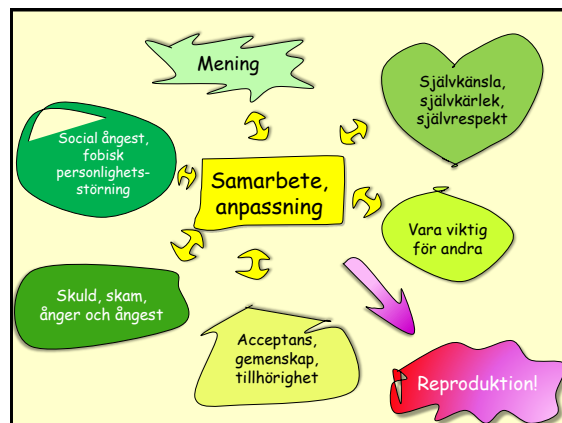 Mening
Självkänsla,
självkärlek,
självrespekt
Social ångest,
fobisk
personlighets-
störning
Samarbete,
anpassning
Vara viktig
för andra
Skuld, skam,
ånger och ångest
Acceptans,
gemenskap,
tillhörighet
Reproduktion!